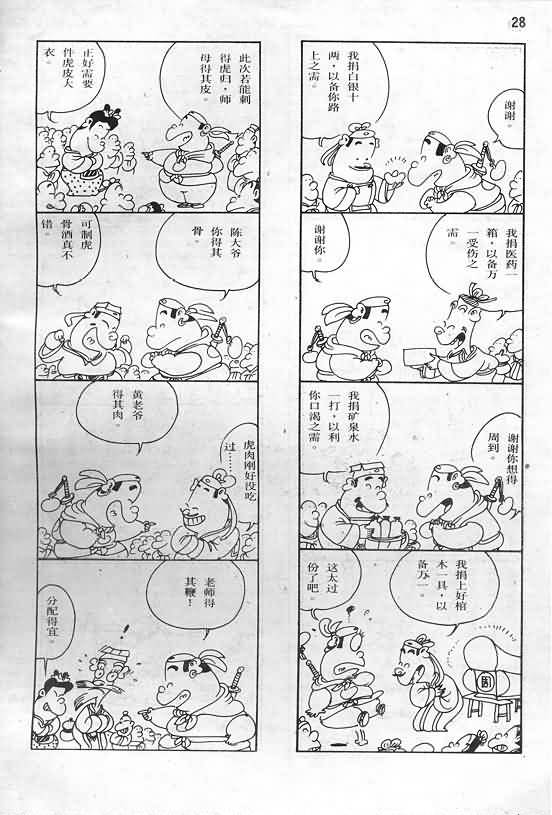 28
我捐白银十
两，以备你路
上之需。
谢谢。
我捐医药一
箱，以备万
一受伤之
需。
谢谢你。
我捐矿泉水
一打，以利
你口渴之需。
谢谢你想得
周到。
我捐上好棺
木一具，以
备万一。
这太过
份了吧。
此次若能刺
得虎归，师
母得其皮。
正好需要
件虎皮大
衣。
陈大爷
你得其
骨。
可制虎
骨酒真不
错。
黄老爷
得其肉。
虎肉刚好没吃
过……
老师得
其鞭！
分配得宜。